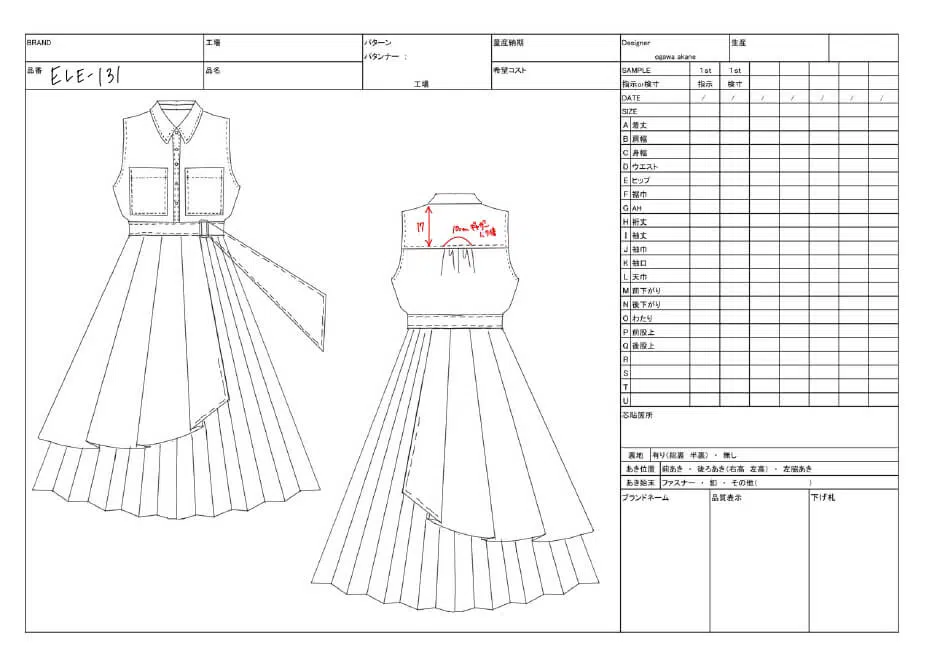 BRAND
工場
パターン
パタンナー ：
量産納期
Designer
ogawa akane
生産
品番 ELE-131
品名
工場
希望コスト
SAMPLE 1st 1st
指示or検寸 指示 検寸
DATE / / / / / / /
SIZE
A 着丈
B 肩幅
C 身幅
D ウエスト
E ヒップ
F 裾巾
G AH
H 裄丈
I 袖丈
J 袖巾
K 袖口
L 天巾
M 前下がり
N 後下がり
O わたり
P 前股上
Q 後股上
R
S
T
U
17
10cm ギャザー
芯貼箇所
裏地 有り(総裏 半裏) ・ 無し
あき位置 前あき ・ 後ろあき(右高 左高) ・ 左脇あき
あき始末 ファスナー ・ 釦 ・ その他( )
ブランドネーム
品質表示
下げ札